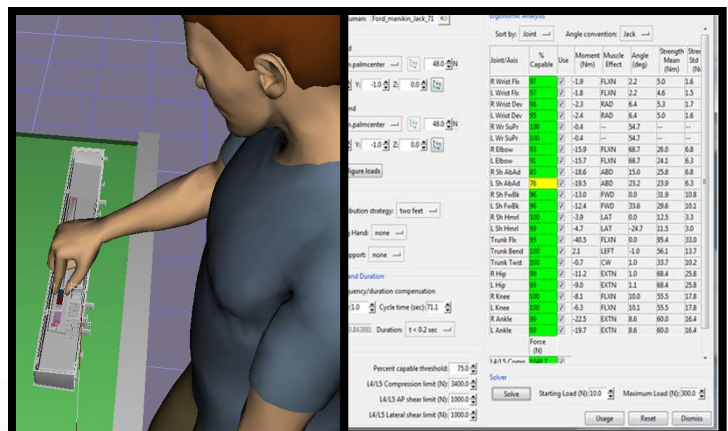 Human: Ford_manikin_Jack_71
n.palmcenter 48.0 N
Y: -1.0 Z: 0.0
and
n.palmcenter 48.0 N
Y: -1.0 Z: 0.0
figure loads
ibution strategy: two feet
Hand: none
pport: none
and Duration
uency/duration compensation
1.0 Cycle time (sec): 71.1
0.843881 Duration: t < 0.2 sec
Percent capable threshold: 75.0
L4/L5 Compression limit (N): 3400.0
L4/L5 AP shear limit (N): 1000.0
L4/L5 Lateral shear limit (N): 1000.0
Ergonomic Analysis
Sort by: Joint Angle convention: Jack
Joint/Axis % Capable Use Moment (Nm) Muscle Effect Angle (deg) Strength Mean (Nm) Stren Std (N
R Wrist Flx 97 -1.9 FLXN 2.2 5.0 1.6
L Wrist Flx 97 -1.8 FLXN 2.2 4.6 1.5
R Wrist Dev 96 -2.3 RAD 6.4 5.3 1.7
L Wrist Dev 95 -2.4 RAD 6.4 5.0 1.6
R Wr SuPr 100 -0.4 -- 54.7 -- --
L Wr SuPr 100 -0.4 -- 54.7 -- --
R Elbow 93 -15.9 FLXN 68.7 26.0 6.8
L Elbow 91 -15.7 FLXN 68.7 24.1 6.3
R Sh AbAd 85 -18.6 ABD 15.0 25.8 6.8
L Sh AbAd 76 -19.5 ABD 23.2 23.9 6.3
R Sh FwBk 96 -13.0 FWD 0.0 31.9 10.8
L Sh FwBk 96 -12.4 FWD 33.6 29.6 10.1
R Sh Hmrl 100 -3.9 LAT 0.0 12.5 3.3
L Sh Hmrl 99 -4.7 LAT -24.7 11.5 3.0
Trunk Flx 95 -40.5 FLXN 0.0 95.4 33.0
Trunk Bend 100 2.1 LEFT -1.0 56.1 13.7
Trunk Twst 100 -0.7 CW 1.0 33.7 10.2
R Hip 99 -11.2 EXTN 1.0 68.4 25.8
L Hip 99 -9.0 EXTN 1.1 68.4 25.8
R Knee 100 -8.1 FLXN 10.0 55.5 17.8
L Knee 100 -6.3 FLXN 10.1 55.5 17.8
R Ankle 99 -22.5 EXTN 8.6 60.0 16.4
L Ankle 99 -19.7 EXTN 8.6 60.0 16.4
Force (N)
L4/L5 Comp
Solver
Solve Starting Load (N): 10.0 Maximum Load (N): 300.0
Usage Reset Dismiss